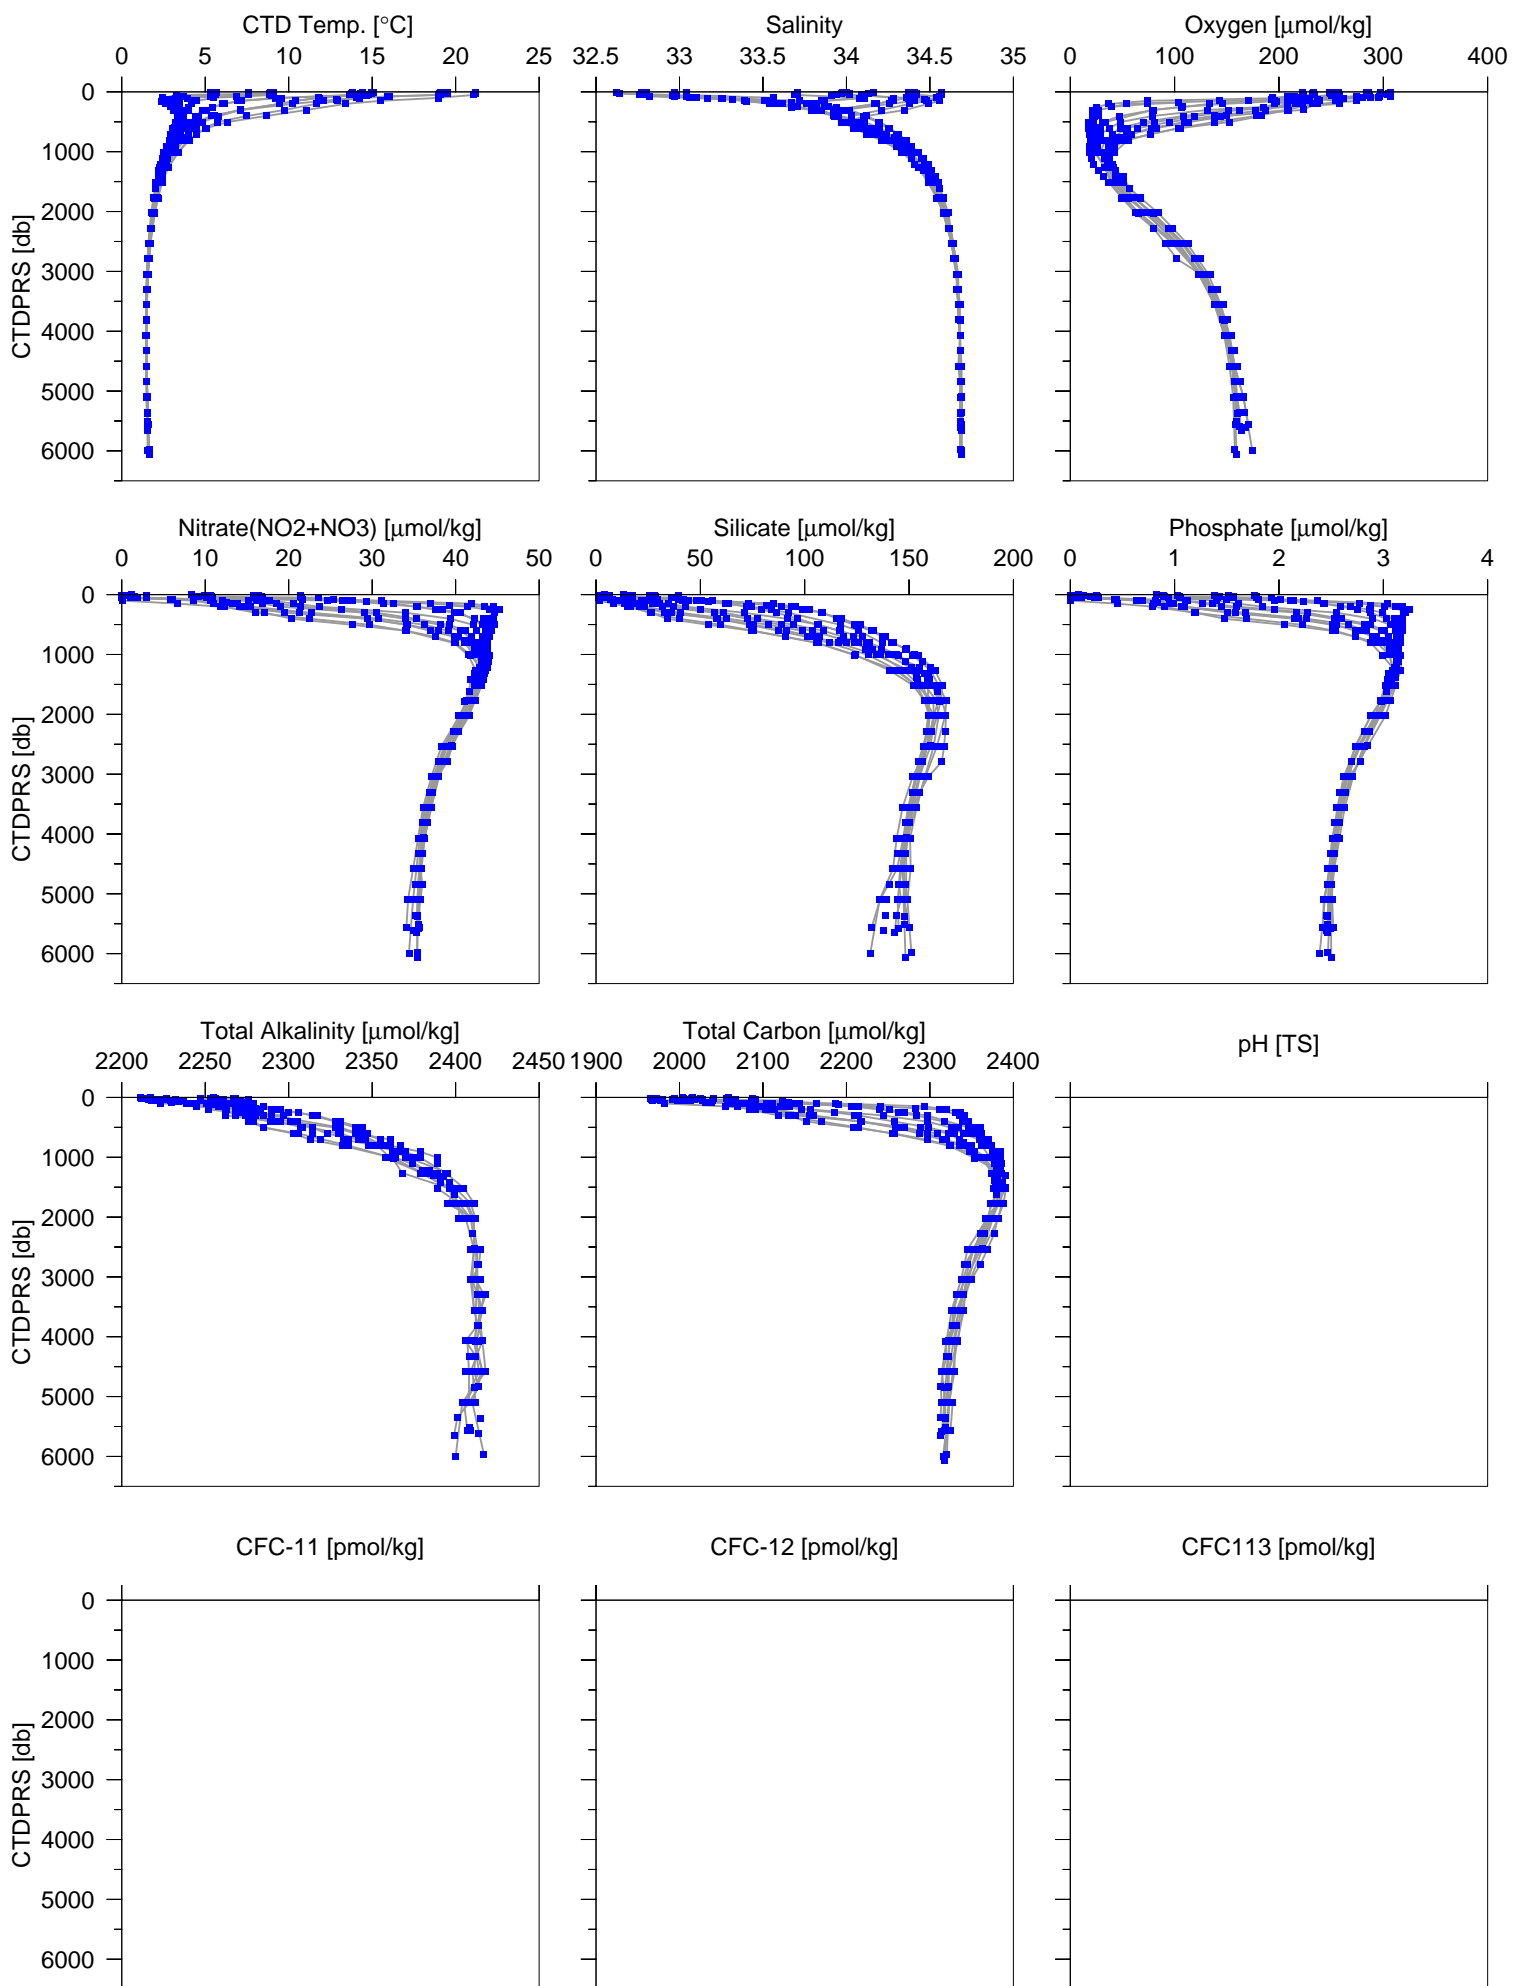 CTD Temp. [°C] Salinity Oxygen [μmol/kg]
0 5 10 15 20 25 32.5 33 33.5 34 34.5 35 0 100 200 300 400
0
1000
2000
3000
4000
5000
6000
CTDPRS [db]
Nitrate(NO2+NO3) [μmol/kg] Silicate [μmol/kg] Phosphate [μmol/kg]
0 10 20 30 40 50 0 50 100 150 200 0 1 2 3 4
0
1000
2000
3000
4000
5000
6000
CTDPRS [db]
Total Alkalinity [μmol/kg] Total Carbon [μmol/kg] pH [TS]
2200 2250 2300 2350 2400 2450 1900 2000 2100 2200 2300 2400
0
1000
2000
3000
4000
5000
6000
CTDPRS [db]
CFC-11 [pmol/kg] CFC-12 [pmol/kg] CFC113 [pmol/kg]
0
1000
2000
3000
4000
5000
6000
CTDPRS [db]